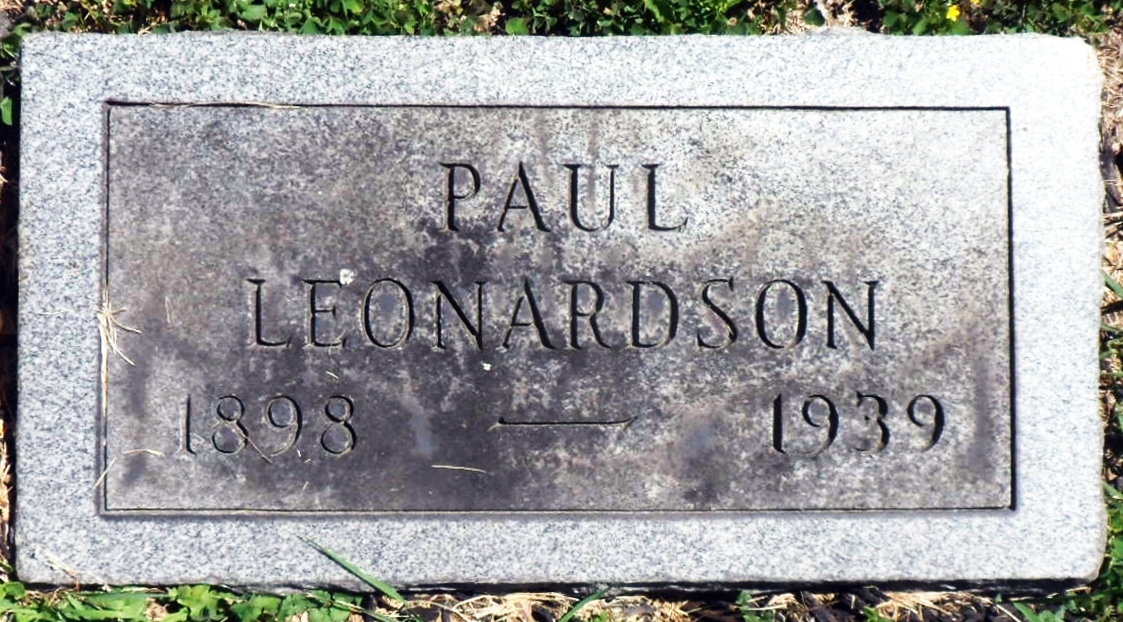 PAUL
LEONARDSON
1898 — 1939